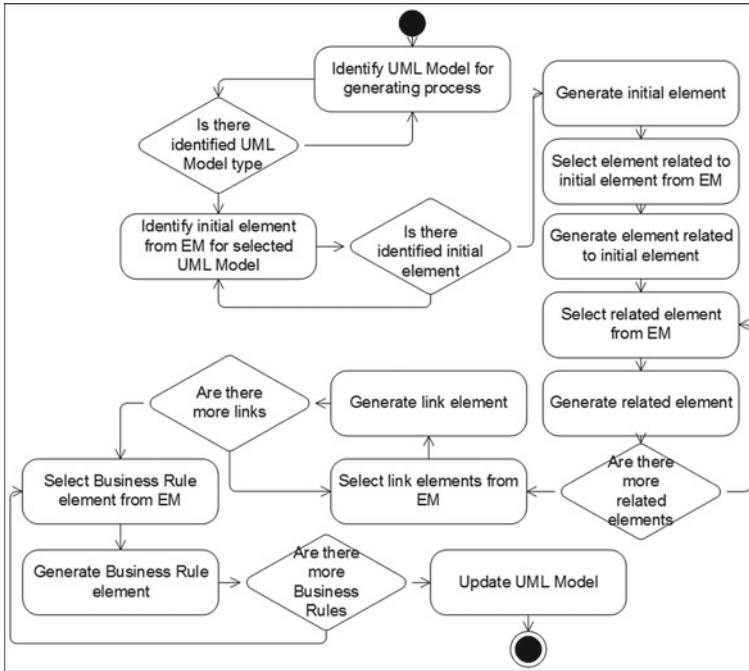 Identify UML Model for
generating process
Is there
identified UML
Model type
Identify initial element
from EM for selected
UML Model
Is there
identified initial
element
Generate initial element
Select element related to
initial element from EM
Generate element related
to initial element
Select related element
from EM
Generate related element
Are there
more
related
elements
Select link elements from
EM
Generate link element
Are there
more links
Select Business Rule
element from EM
Generate Business Rule
element
Are there
more
Business
Rules
Update UML Model